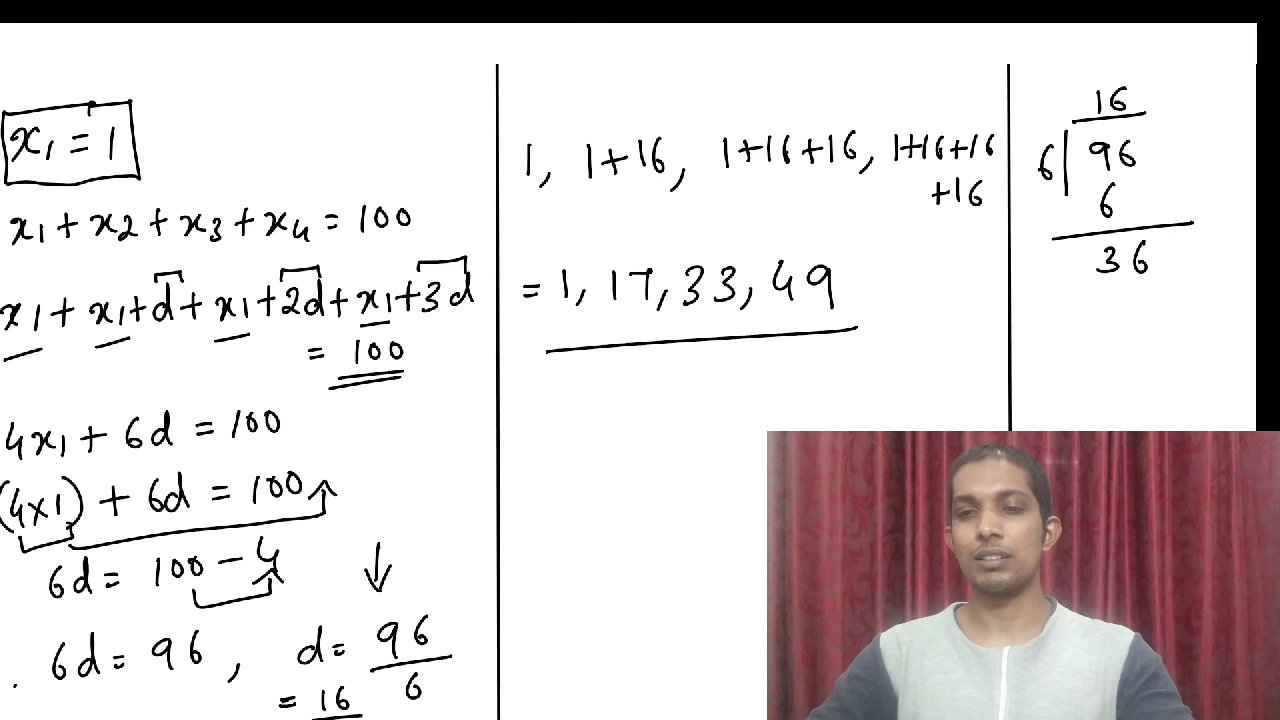 x₁ = 1
x₁ + x₂ + x₃ + x₄ = 100
x₁ + x₁ + d + x₁ + 2d + x₁ + 3d
= 100
4x₁ + 6d = 100
(4×1) + 6d = 100
6d = 100 - 4
6d = 96 , d = 96/6
= 16
1, 1+16, 1+16+16, 1+16+16
+16
= 1, 17, 33, 49
16
6 96
6
36